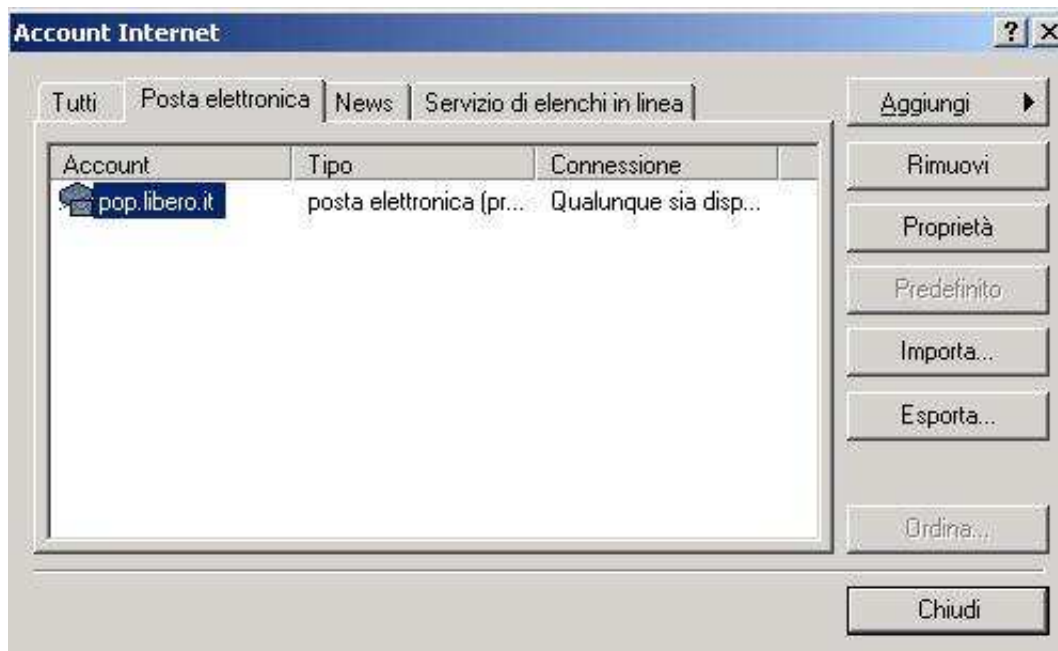 Account Internet
Tutti Posta elettronica News Servizio di elenchi in linea
Account Tipo Connessione
pop.libero.it posta elettronica (pr... Qualunque sia disp...
Aggiungi
Rimuovi
Proprietà
Predefinito
Importa...
Esporta...
Ordina...
Chiudi